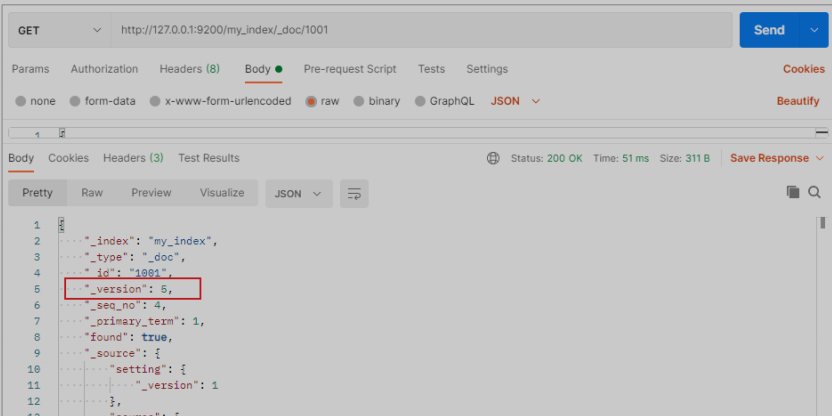 GET http://127.0.0.1:9200/my_index/_doc/1001 Send
Params Authorization Headers (8) Body Pre-request Script Tests Settings Cookies
none form-data x-www-form-urlencoded raw binary GraphQL JSON Beautify
1 {
Body Cookies Headers (3) Test Results Status: 200 OK Time: 51 ms Size: 311 B Save Response
Pretty Raw Preview Visualize JSON
1 {
2 "_index": "my_index",
3 "_type": "_doc",
4 "_id": "1001",
5 "_version": 5,
6 "_seq_no": 4,
7 "_primary_term": 1,
8 "found": true,
9 "_source": {
10 "setting": {
11 "_version": 1
12 },